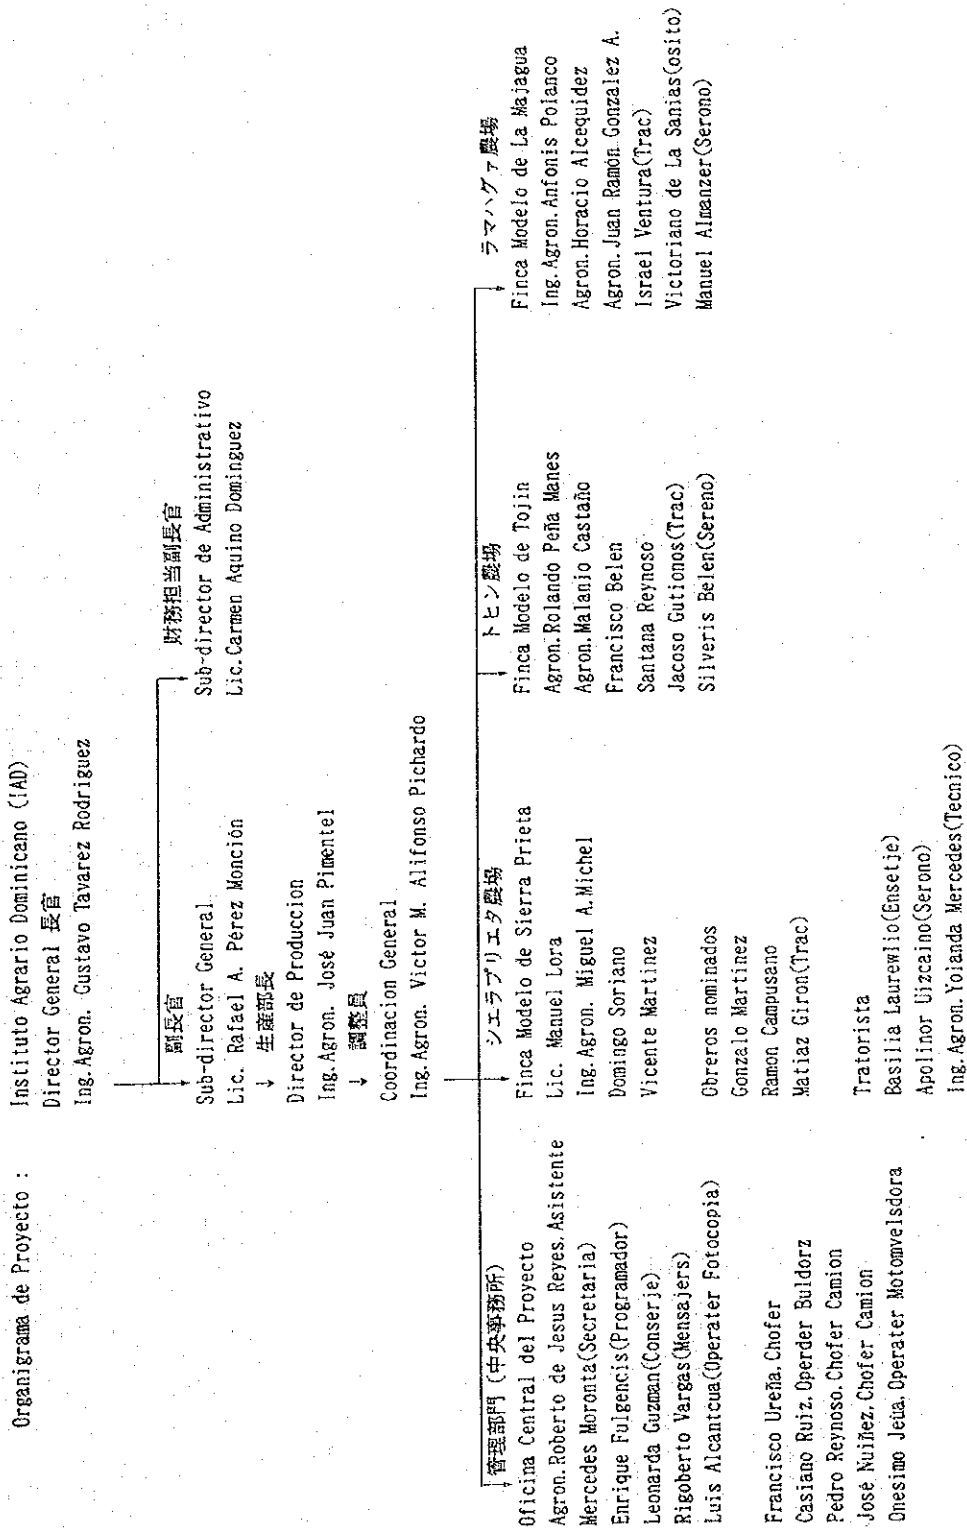 Organigrama de Proyecto :
Instituto Agrario Dominicano (IAD)
Director General 長官
Ing.Agron. Gustavo Tavarez Rodriguez
副長官
Sub-director General
Lic. Rafael A. Pérez Monción
↓ 生産部長
Director de Produccion
Ing.Agron. José Juan Pimentel
↓ 調整員
Coordinacion General
Ing.Agron. Victor M. Alifonso Pichardo
財務担当副長官
Sub-director de Administrativo
Lic.Carmen Aquino Dominguez
管理部門（中央事務所）
Oficina Central del Proyecto
Agron.Roberto de Jesus Reyes.Asistente
Mercedes Moronta(Secretaria)
Enrique Fulgencis(Programador)
Leonarda Guzman(Conserje)
Rigoberto Vargas(Mensajers)
Luis Alcantcua(Operater Fotocopia)
Francisco Ureña.Chofer
Casiano Ruiz.Operder Buldorz
Pedro Reynoso.Chofer Camion
José Nuiñez.Chofer Camion
Onesimo Jeüa.Operater Motomvelsdora
シエラプリエタ農場
Finca Modelo de Sierra Prieta
Lic. Manuel Lora
Ing.Agron. Miguel A.Michel
Domingo Soriano
Vicente Martinez
Obreros nominados
Gonzalo Martinez
Ramon Campusano
Matiaz Giron(Trac)
Tratorista
Basilia Laurewlio(Ensetje)
Apolinor Uizcalno(Serono)
Ing.Agron.Yolanda Mercedes(Tecnico)
トヒン農場
Finca Modelo de Tojin
Agron.Rolando Peña Manes
Agron.Malanio Castaño
Francisco Belen
Santana Reynoso
Jacoso Gutionos(Trac)
Silveris Belen(Sereno)
ラマハグァ農場
Finca Modelo de La Majagua
Ing.Agron.Anfonis Polanco
Agron.Horacio Alcequidez
Agron.Juan Ramón Gonzalez A.
Israel Ventura(Trac)
Victoriano de La Sanias(osito)
Manuel Almanzer(Serono)